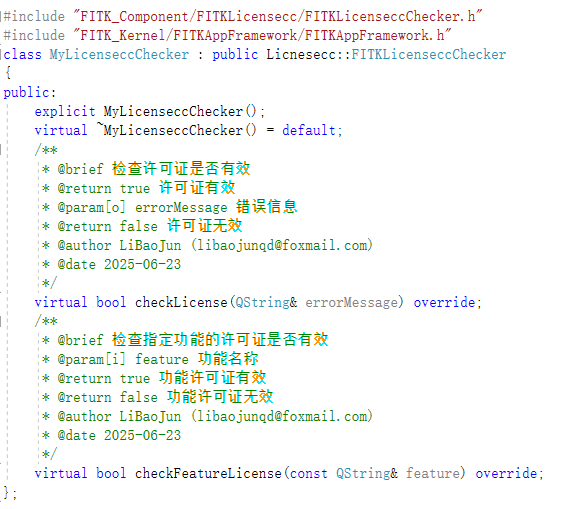 #include "FITK_Component/FITKLicensecc/FITKLicenseccChecker.h"
#include "FITK_Kernel/FITKAppFramework/FITKAppFramework.h"
class MyLicenseccChecker : public Licnesecc::FITKLicenseccChecker
{
public:
    explicit MyLicenseccChecker();
    virtual ~MyLicenseccChecker() = default;
    /**
     * @brief 检查许可证是否有效
     * @return true 许可证有效
     * @param[o] errorMessage 错误信息
     * @return false 许可证无效
     * @author LiBaoJun (libaojunqd@foxmail.com)
     * @date 2025-06-23
     */
    virtual bool checkLicense(QString& errorMessage) override;
    /**
     * @brief 检查指定功能的许可证是否有效
     * @param[i] feature 功能名称
     * @return true 功能许可证有效
     * @return false 功能许可证无效
     * @author LiBaoJun (libaojunqd@foxmail.com)
     * @date 2025-06-23
     */
    virtual bool checkFeatureLicense(const QString& feature) override;
};